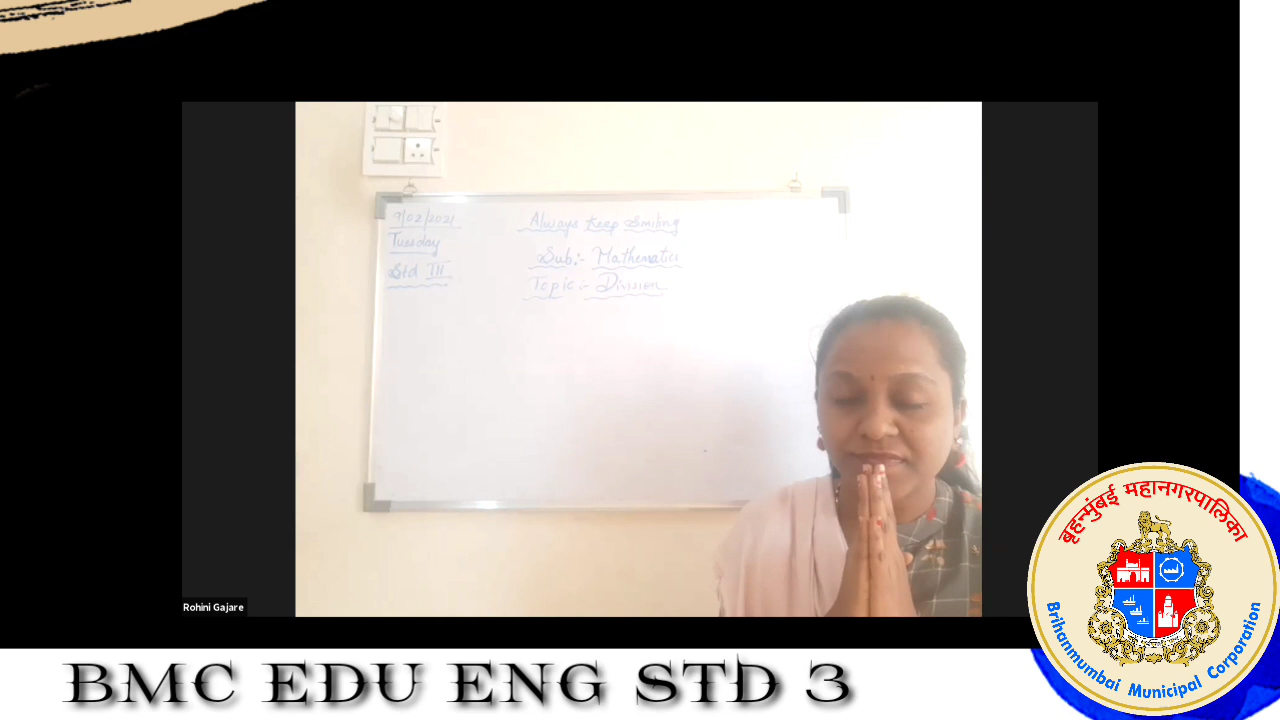 9/02/2021
Tuesday
Std III
Always Keep Smiling
Sub:- Mathematics
Topic:- Division
Rohini Gajare
बृहन्मुंबई महानगरपालिका
Brihanmumbai Municipal Corporation
BMC EDU ENG STD 3